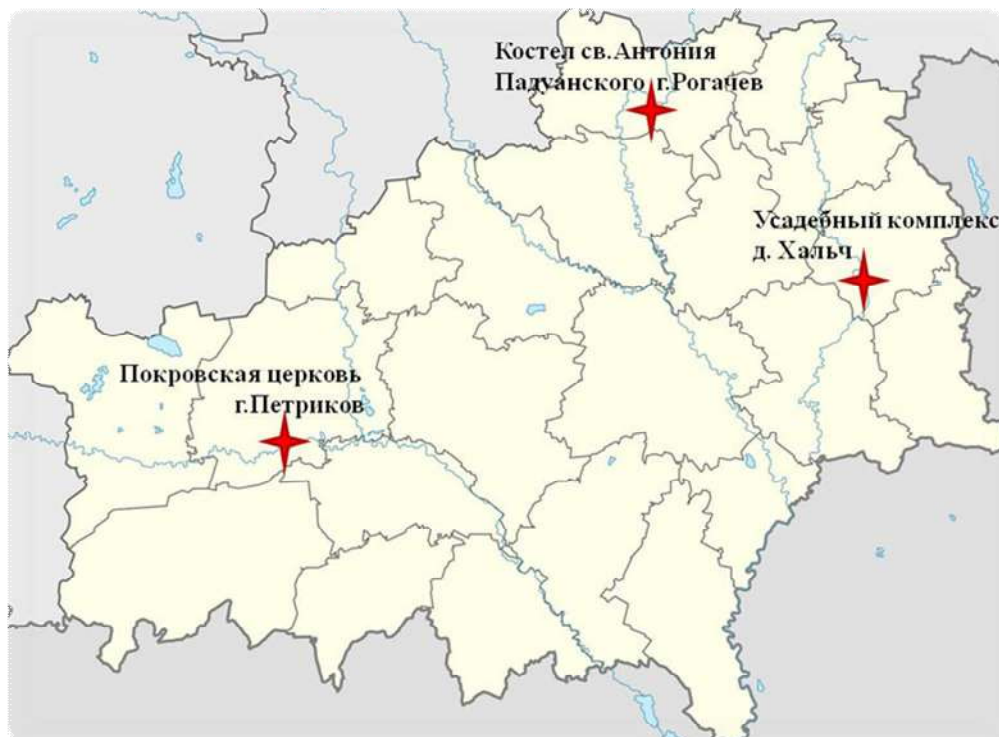 Костел св.Антония
Падуанского г.Рогачев
Усадебный комплекс
д. Хальч
Покровская церковь
г.Петриков